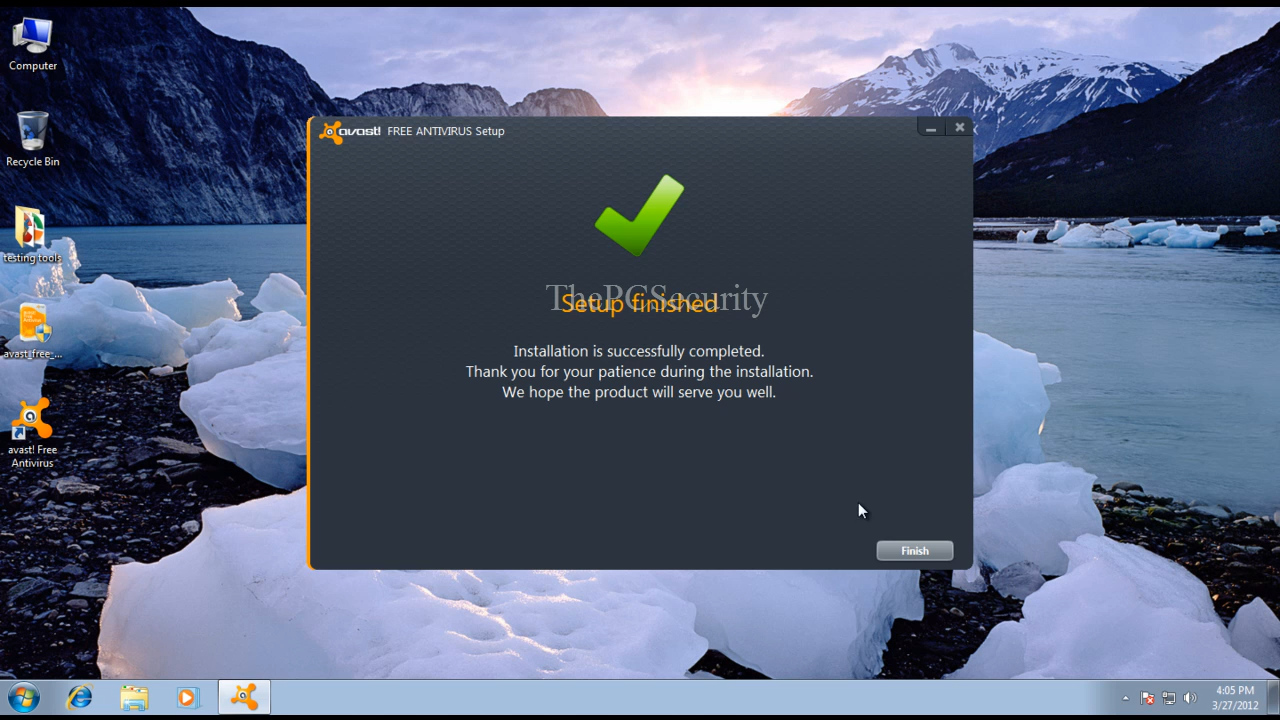 Computer
Recycle Bin
testing tools
avast_free_...
avast! Free
Antivirus
avast! FREE ANTIVIRUS Setup
ThePCSecurity
Setup finished
Installation is successfully completed.
Thank you for your patience during the installation.
We hope the product will serve you well.
Finish
4:05 PM
3/27/2012